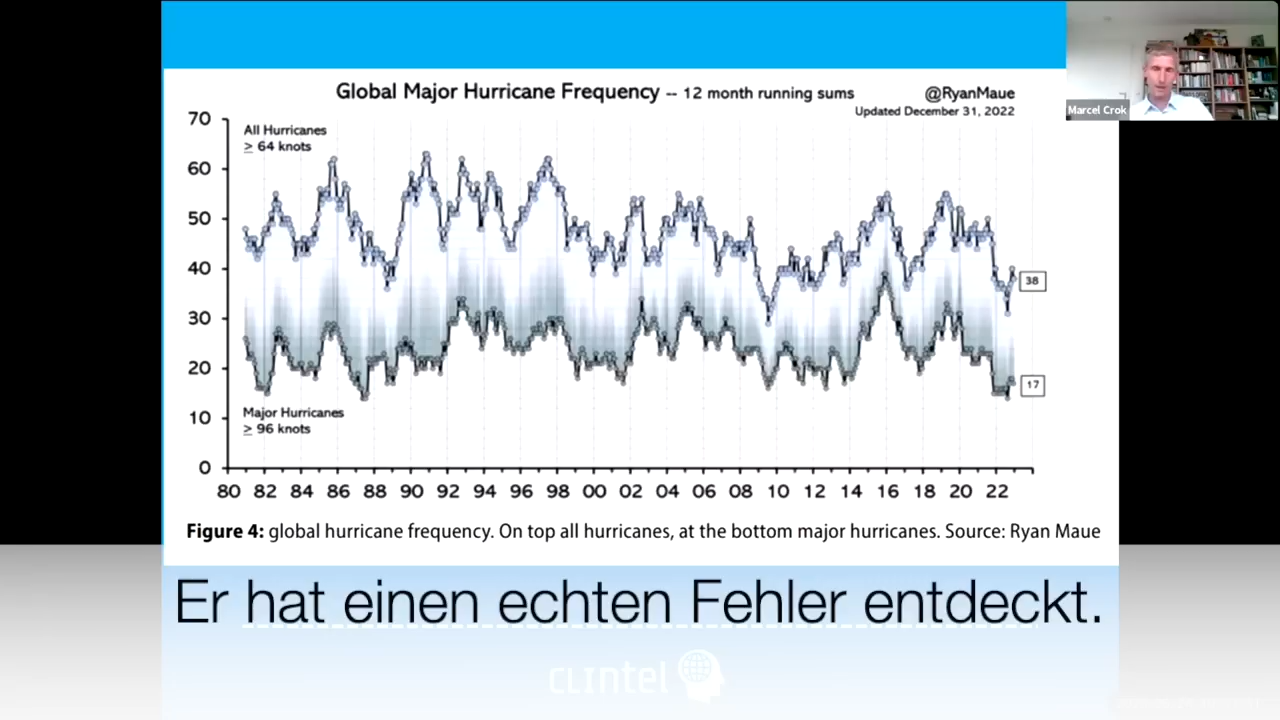 Global Major Hurricane Frequency -- 12 month running sums
@RyanMaue
Updated December 31, 2022
Marcel Crok
70
60
50
40
30
20
10
0
All Hurricanes
≥ 64 knots
38
17
Major Hurricanes
≥ 96 knots
80 82 84 86 88 90 92 94 96 98 00 02 04 06 08 10 12 14 16 18 20 22
Figure 4: global hurricane frequency. On top all hurricanes, at the bottom major hurricanes. Source: Ryan Maue
Er hat einen echten Fehler entdeckt.
CLIntel